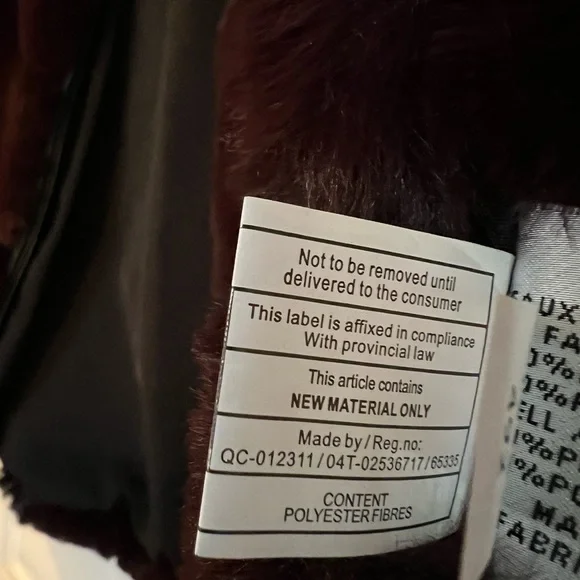 Not to be removed until
delivered to the consumer
This label is affixed in compliance
With provincial law
This article contains
NEW MATERIAL ONLY
Made by / Reg.no:
QC-012311 / 04T-02536717 / 65335
CONTENT
POLYESTER FIBRES